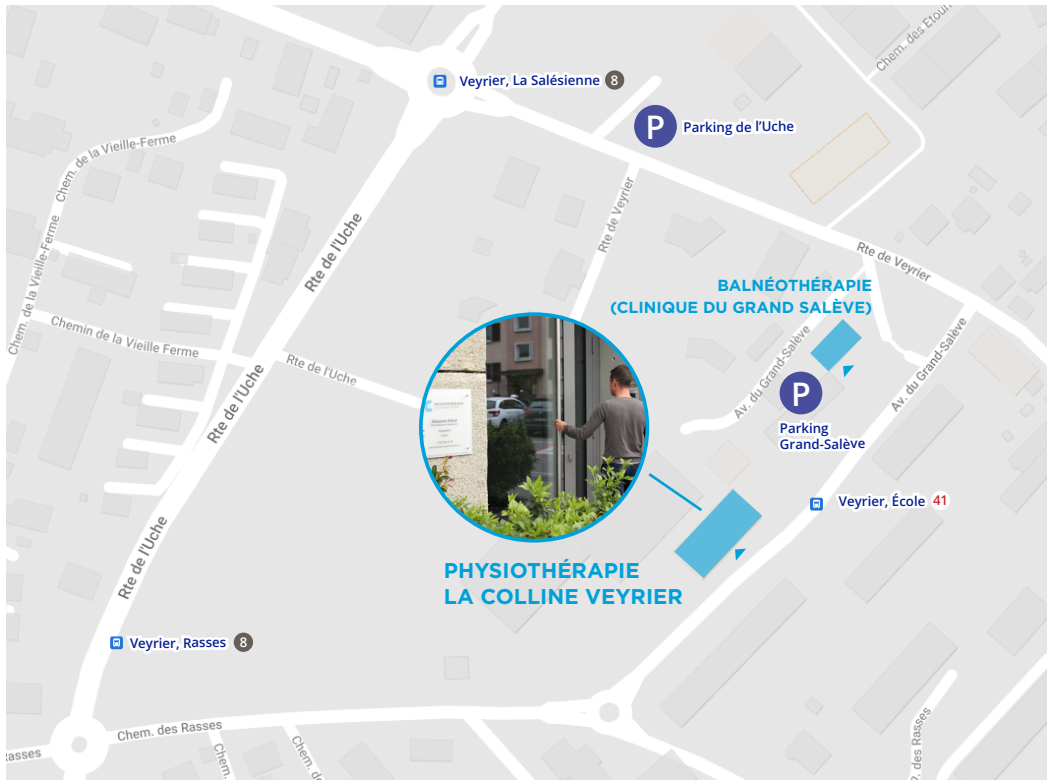 Chem. des Etour
Veyrier, La Salésienne 8
P Parking de l'Uche
Chem. de la Vieille-Ferme
Rte de Veyrier
Rte de l'Uche
Rte de Veyrier
Chem. de la Vieille-Ferme
BALNÉOTHÉRAPIE
(CLINIQUE DU GRAND SALÈVE)
Chemin de la Vieille Ferme
Rte de l'Uche
Av. du Grand-Salève
Av. du Grand-Salève
P
Parking
Grand-Salève
Rte de l'Uche
PHYSIOTHÉRAPIE
Veyrier, École 41
Rte de l'Uche
PHYSIOTHÉRAPIE
LA COLLINE VEYRIER
Veyrier, Rasses 8
Chem. des Rasses
Rasses
Chem.
Chem. d
. des Rasses